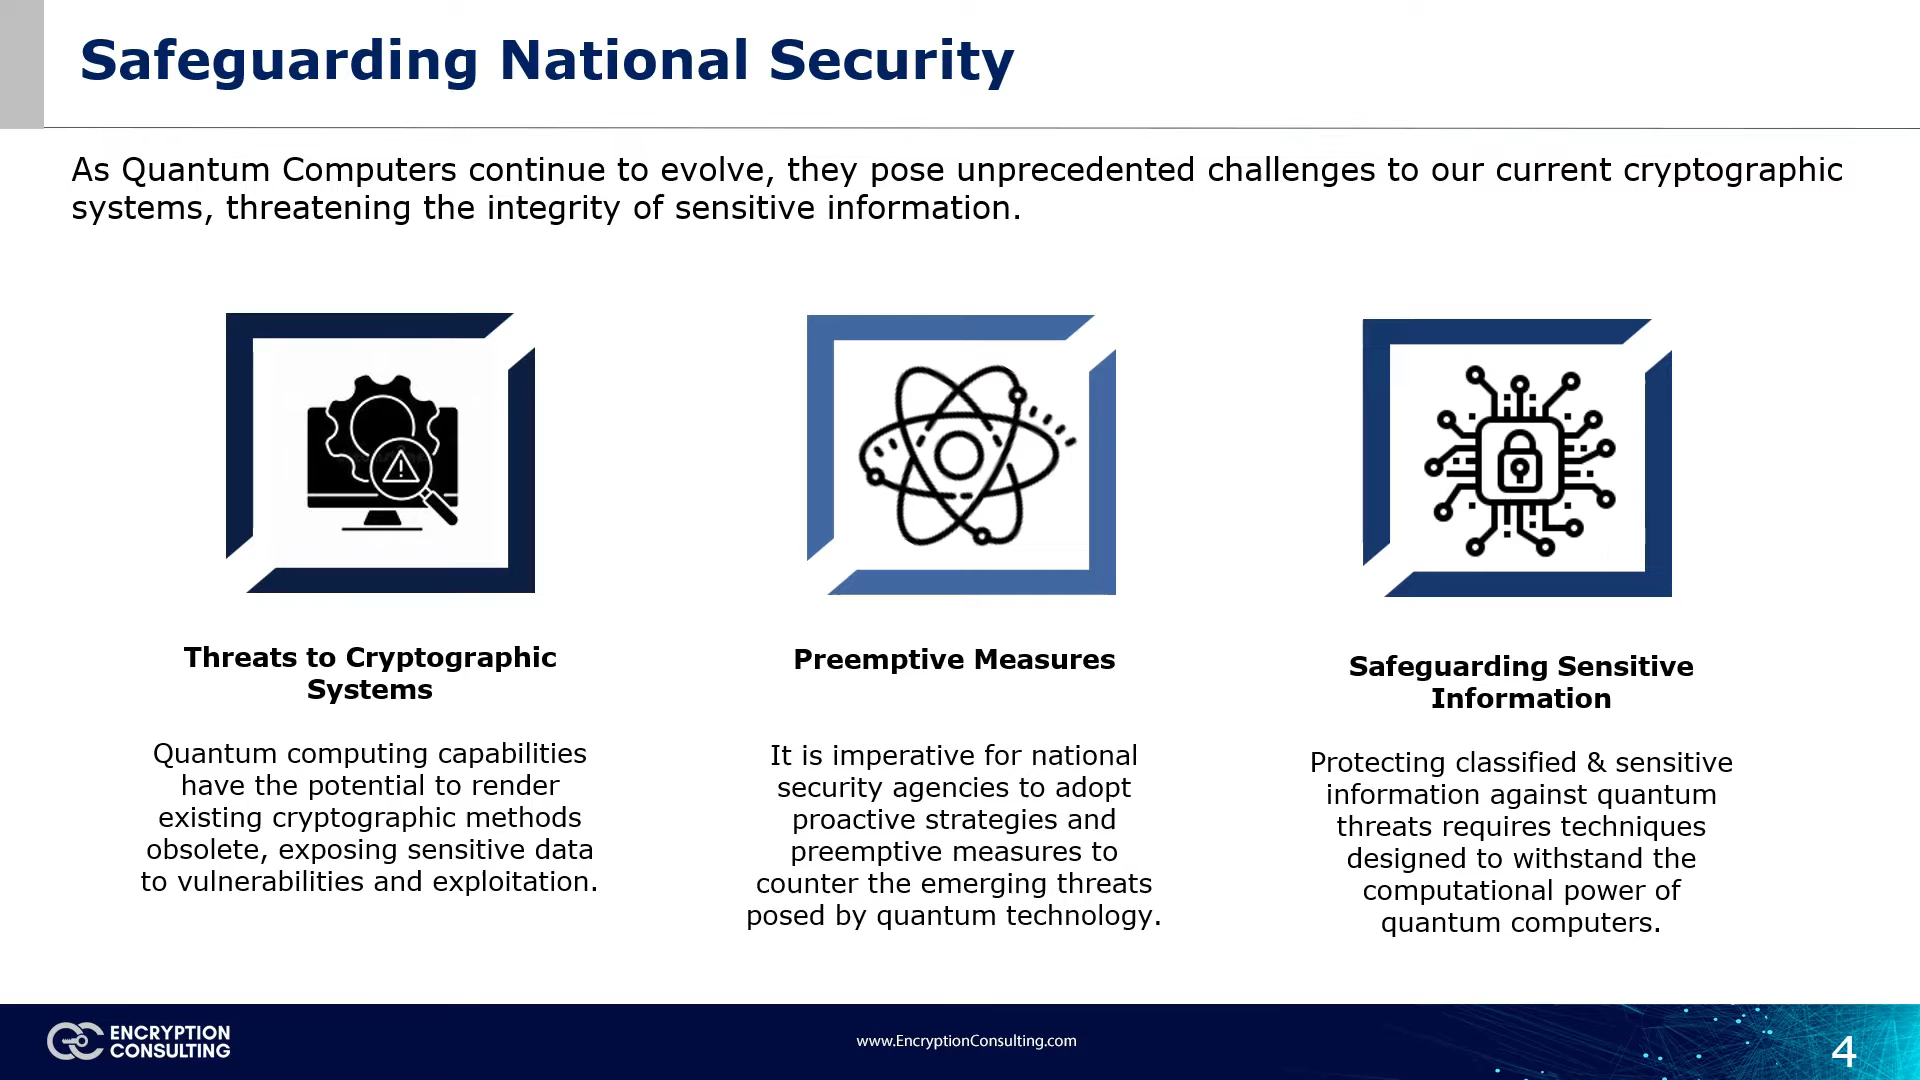 Safeguarding National Security
As Quantum Computers continue to evolve, they pose unprecedented challenges to our current cryptographic
systems, threatening the integrity of sensitive information.
Threats to Cryptographic
Systems
Quantum computing capabilities
have the potential to render
existing cryptographic methods
obsolete, exposing sensitive data
to vulnerabilities and exploitation.
Preemptive Measures
It is imperative for national
security agencies to adopt
proactive strategies and
preemptive measures to
counter the emerging threats
posed by quantum technology.
Safeguarding Sensitive
Information
Protecting classified & sensitive
information against quantum
threats requires techniques
designed to withstand the
computational power of
quantum computers.
ENCRYPTION
CONSULTING
www.EncryptionConsulting.com
4